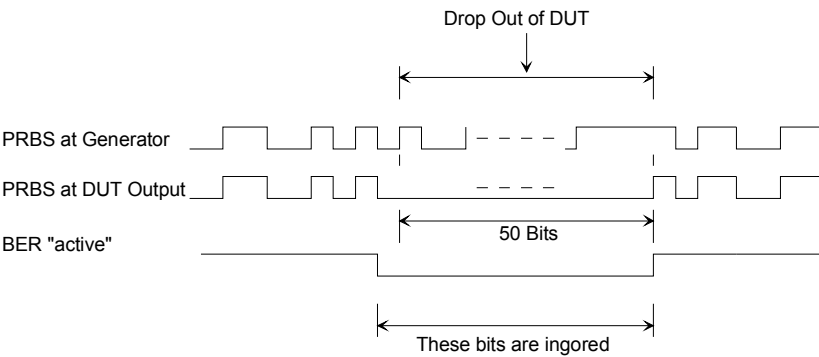 Drop Out of DUT
PRBS at Generator
PRBS at DUT Output
50 Bits
BER "active"
These bits are ingored